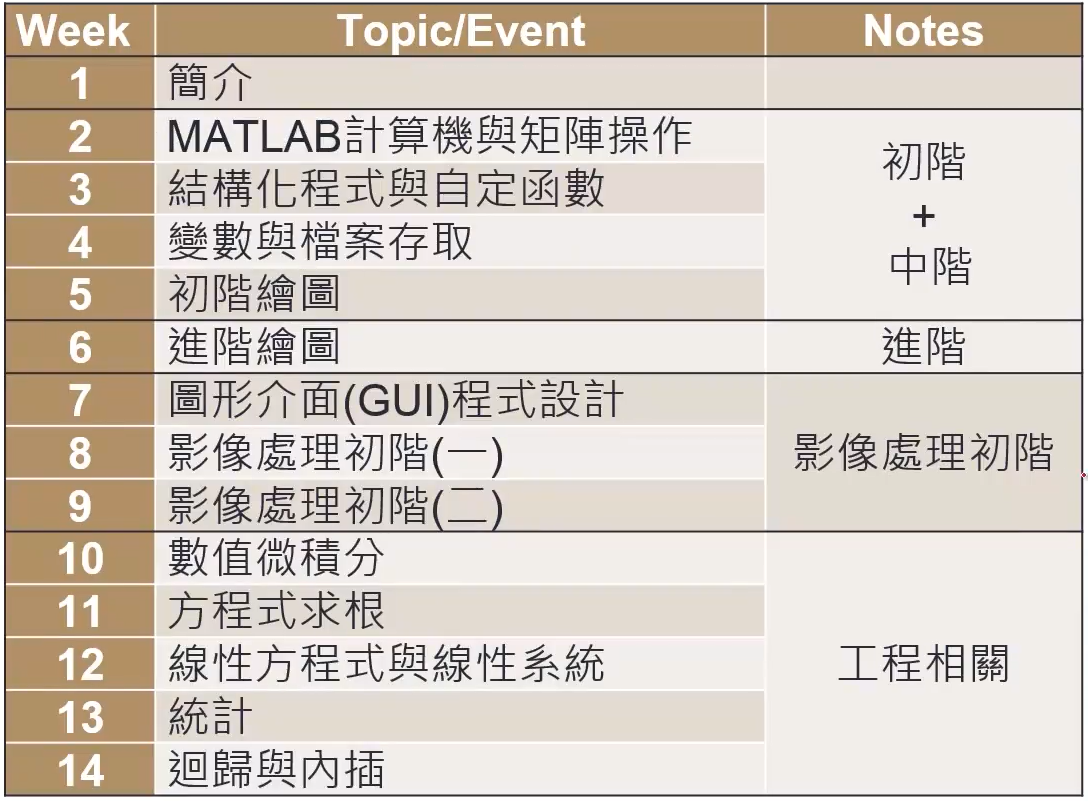 Week Topic/Event Notes
1 簡介
2 MATLAB計算機與矩陣操作
3 結構化程式與自定函數
4 變數與檔案存取
5 初階繪圖
初階
+
中階
6 進階繪圖 進階
7 圖形介面(GUI)程式設計
8 影像處理初階(一)
9 影像處理初階(二)
影像處理初階
10 數值微積分
11 方程式求根
12 線性方程式與線性系統
13 統計
14 迴歸與內插
工程相關